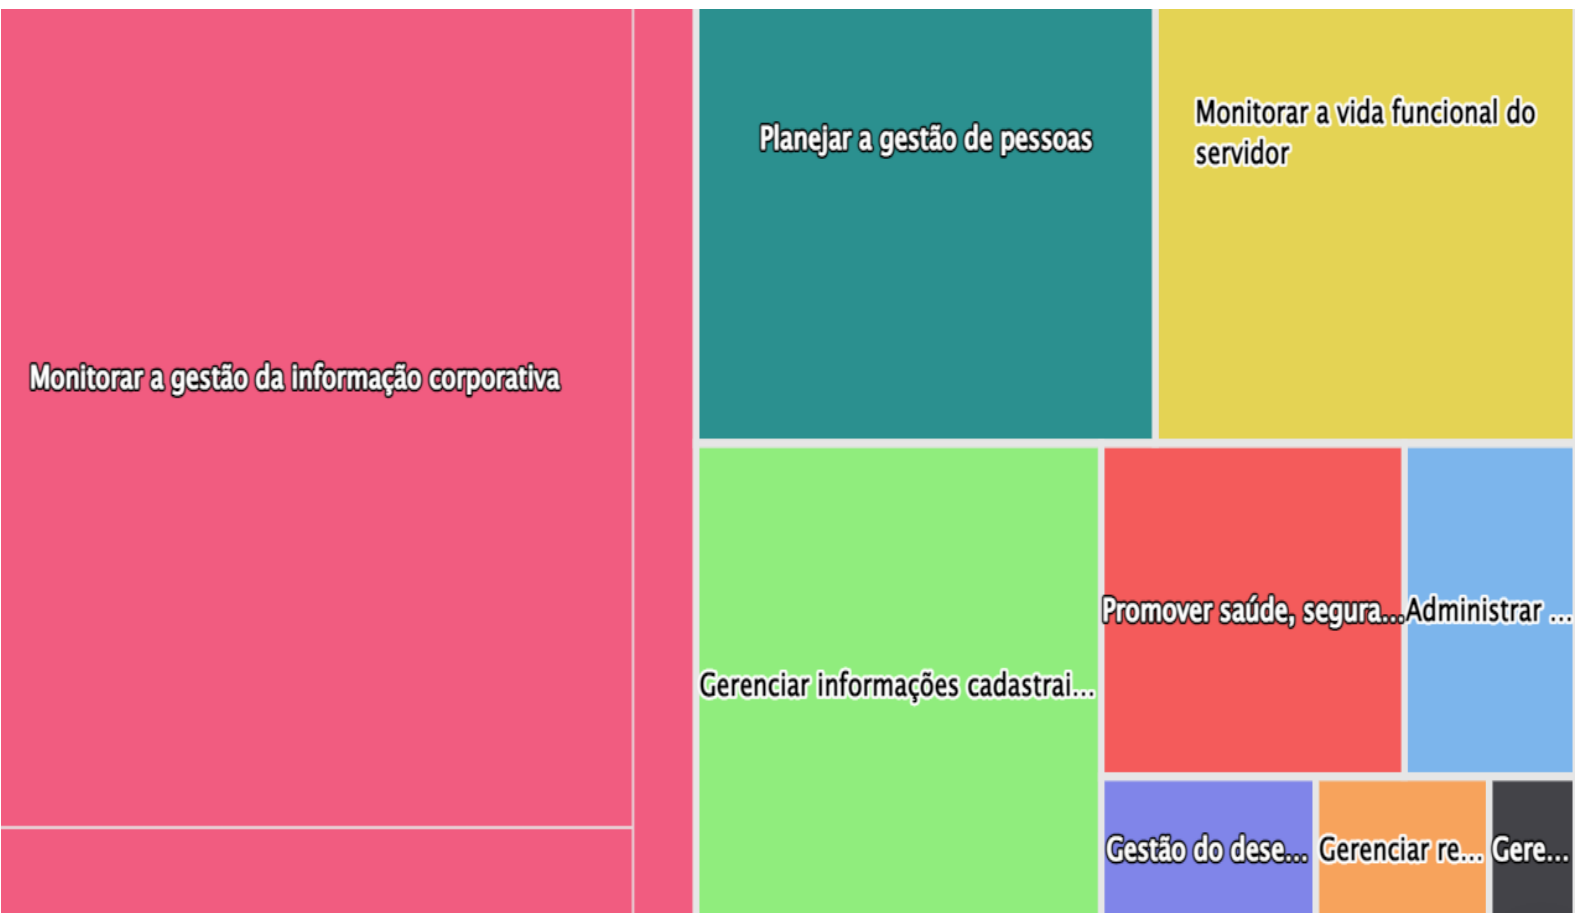 Monitorar a gestão da informação corporativa
Planejar a gestão de pessoas
Monitorar a vida funcional do
servidor
Gerenciar informações cadastrai...
Promover saúde, segura...
Administrar ...
Gestão do dese...
Gerenciar re...
Gere...